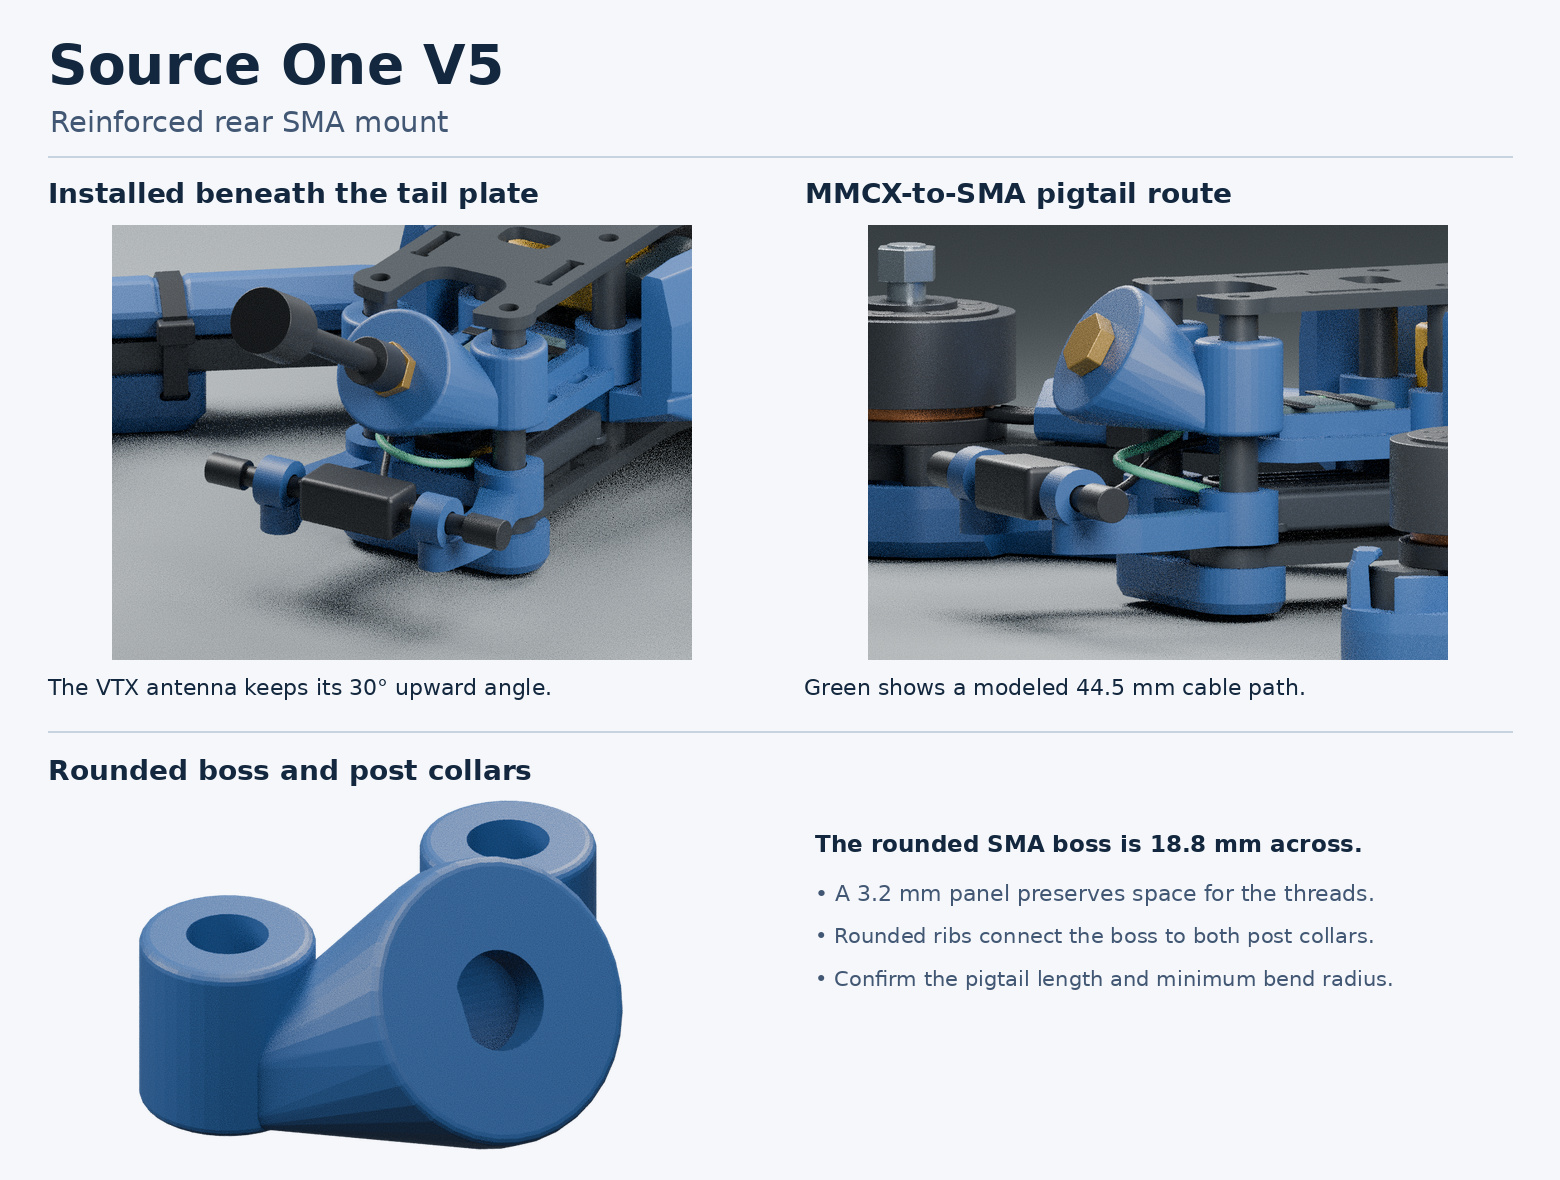 Source One V5
Reinforced rear SMA mount
Installed beneath the tail plate
MMCX-to-SMA pigtail route
The VTX antenna keeps its 30° upward angle.
Green shows a modeled 44.5 mm cable path.
Rounded boss and post collars
The rounded SMA boss is 18.8 mm across.
• A 3.2 mm panel preserves space for the threads.
• Rounded ribs connect the boss to both post collars.
• Confirm the pigtail length and minimum bend radius.